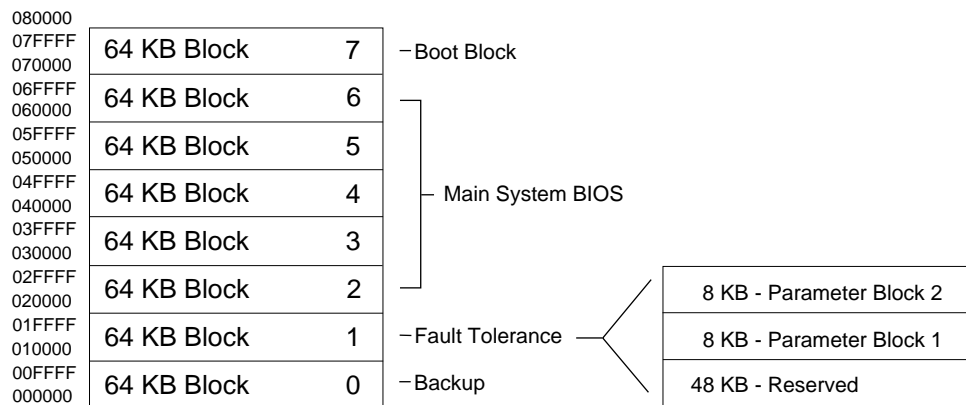 080000
07FFFF
64 KB Block 7
Boot Block
070000
06FFFF
64 KB Block 6
060000
05FFFF
64 KB Block 5
050000
04FFFF
64 KB Block 4
Main System BIOS
040000
03FFFF
64 KB Block 3
030000
02FFFF
64 KB Block 2
8 KB - Parameter Block 2
020000
01FFFF
64 KB Block 1
Fault Tolerance
8 KB - Parameter Block 1
010000
00FFFF
64 KB Block 0
Backup
48 KB - Reserved
000000